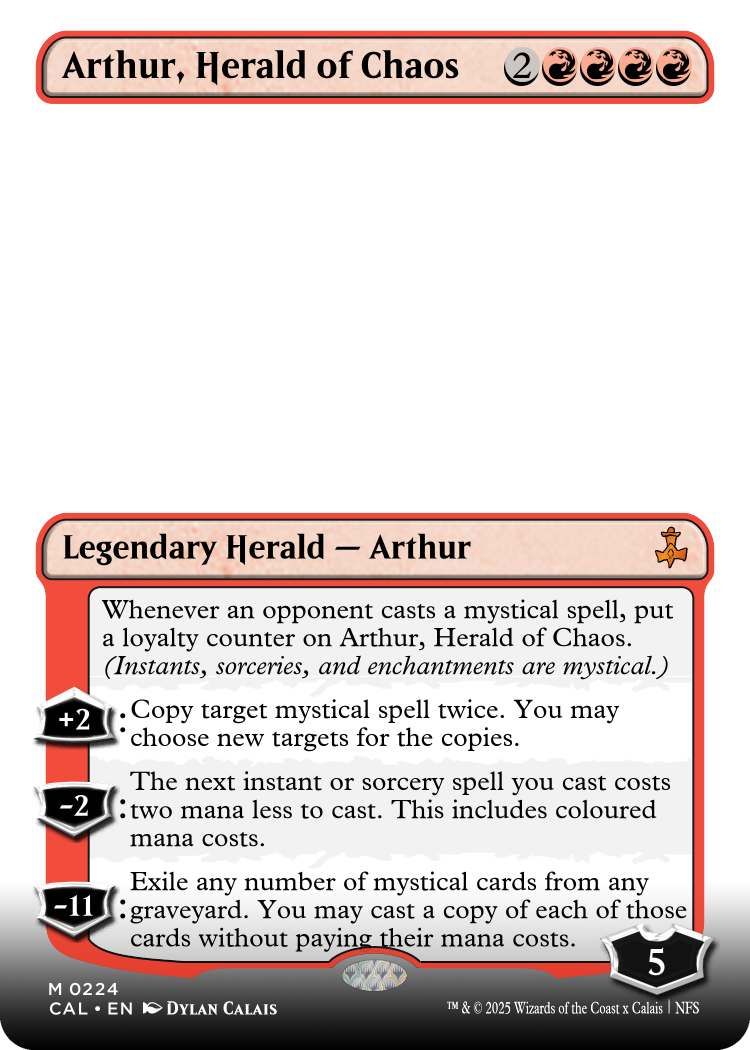 Arthur, Herald of Chaos 2
Legendary Herald — Arthur
Whenever an opponent casts a mystical spell, put
a loyalty counter on Arthur, Herald of Chaos.
(Instants, sorceries, and enchantments are mystical.)
+2 : Copy target mystical spell twice. You may
choose new targets for the copies.
The next instant or sorcery spell you cast costs
−2 : two mana less to cast. This includes coloured
mana costs.
Exile any number of mystical cards from any
−11 : graveyard. You may cast a copy of each of those
cards without paying their mana costs.
5
M 0224
CAL • EN DYLAN CALAIS
™ & © 2025 Wizards of the Coast x Calais | NFS